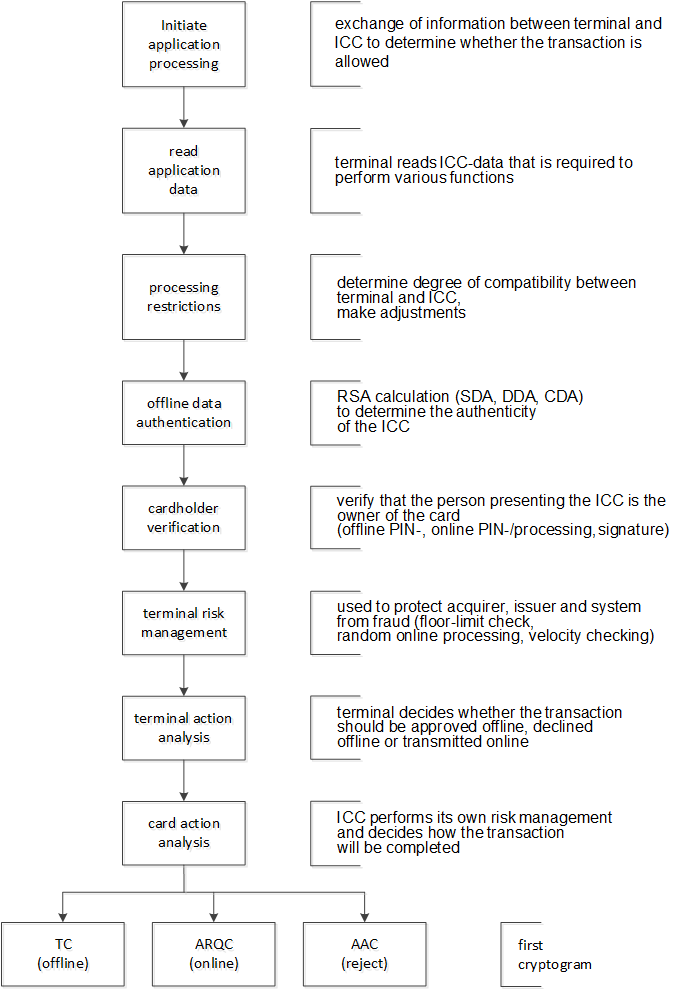 Initiate
application
processing
exchange of information between terminal and
ICC to determine whether the transaction is
allowed
read
application
data
terminal reads ICC-data that is required to
perform various functions
processing
restrictions
determine degree of compatibility between
terminal and ICC,
make adjustments
offline data
authentication
RSA calculation (SDA, DDA, CDA)
to determine the authenticity
of the ICC
cardholder
verification
verify that the person presenting the ICC is the
owner of the card
(offline PIN-, online PIN-/processing, signature)
terminal risk
management
used to protect acquirer, issuer and system
from fraud (floor-limit check,
random online processing, velocity checking)
terminal action
analysis
terminal decides whether the transaction
should be approved offline, declined
offline or transmitted online
card action
analysis
ICC performs its own risk management
and decides how the transaction
will be completed
TC
(offline)
ARQC
(online)
AAC
(reject)
first
cryptogram